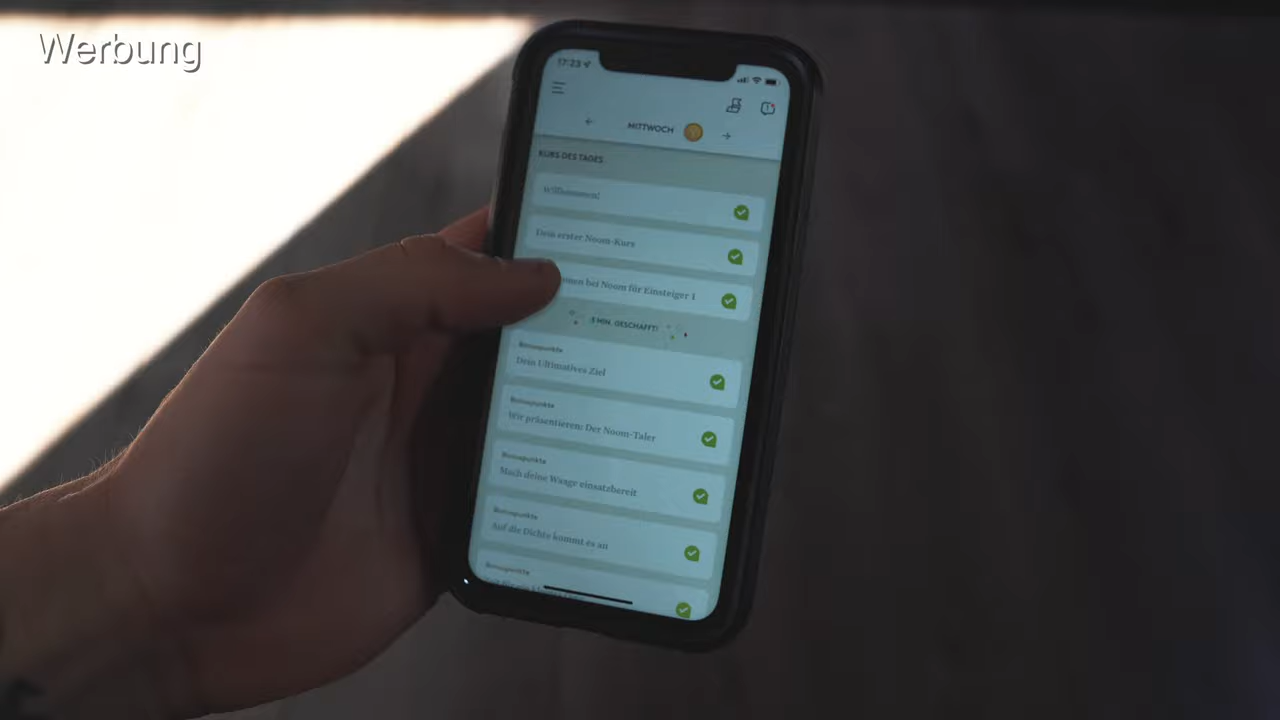 Werbung
17:23
MITTWOCH
KURS DES TAGES
Willkommen!
Dein erster Noom-Kurs
bei Noom für Einsteiger I
5 MIN. GESCHAFFT!
Bonuspunkte
Dein Ultimatives Ziel
Bonuspunkte
Wir präsentieren: Der Noom-Taler
Bonuspunkte
Mach deine Waage einsatzbereit
Bonuspunkte
Auf die Dichte kommt es an
Bonuspunkte